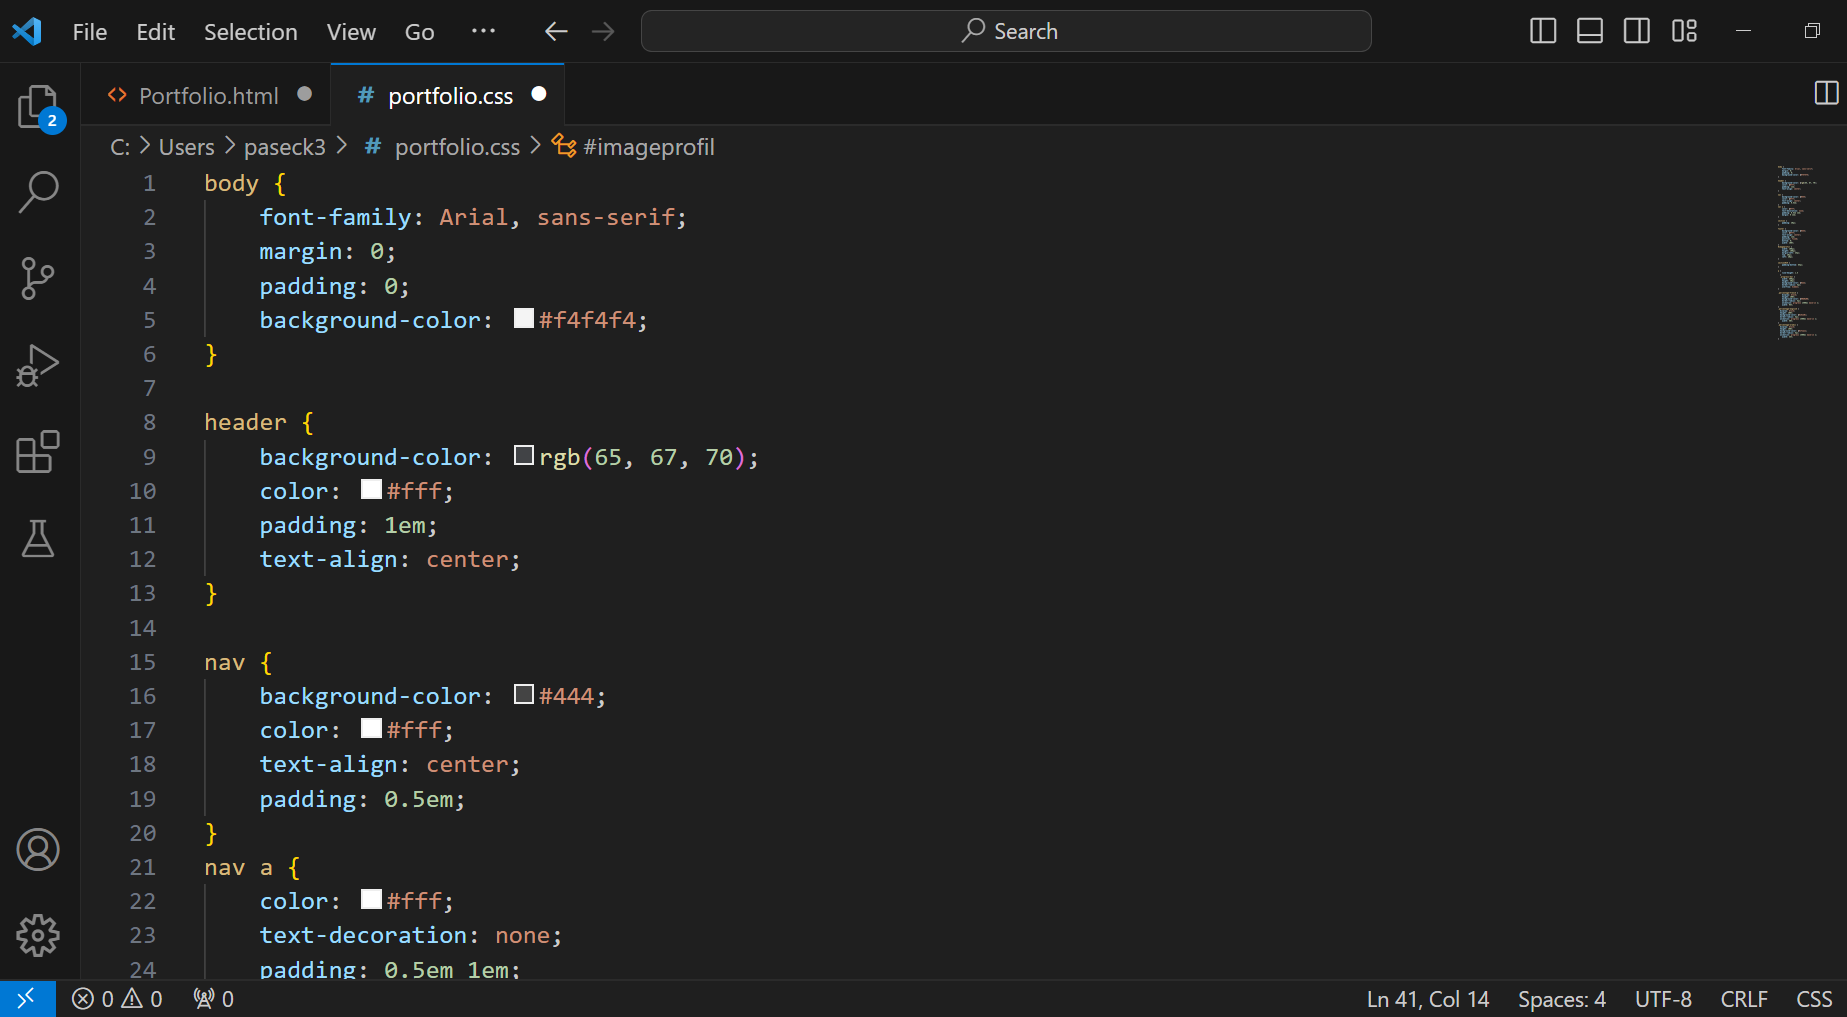 File Edit Selection View Go ··· Search
2
Portfolio.html # portfolio.css
C: > Users > paseck3 > # portfolio.css > #imageprofil
1 body {
2 font-family: Arial, sans-serif;
3 margin: 0;
4 padding: 0;
5 background-color: #f4f4f4;
6 }
7
8 header {
9 background-color: rgb(65, 67, 70);
10 color: #fff;
11 padding: 1em;
12 text-align: center;
13 }
14
15 nav {
16 background-color: #444;
17 color: #fff;
18 text-align: center;
19 padding: 0.5em;
20 }
21 nav a {
22 color: #fff;
23 text-decoration: none;
24 padding: 0.5em 1em;
0 0 0 Ln 41, Col 14 Spaces: 4 UTF-8 CRLF CSS